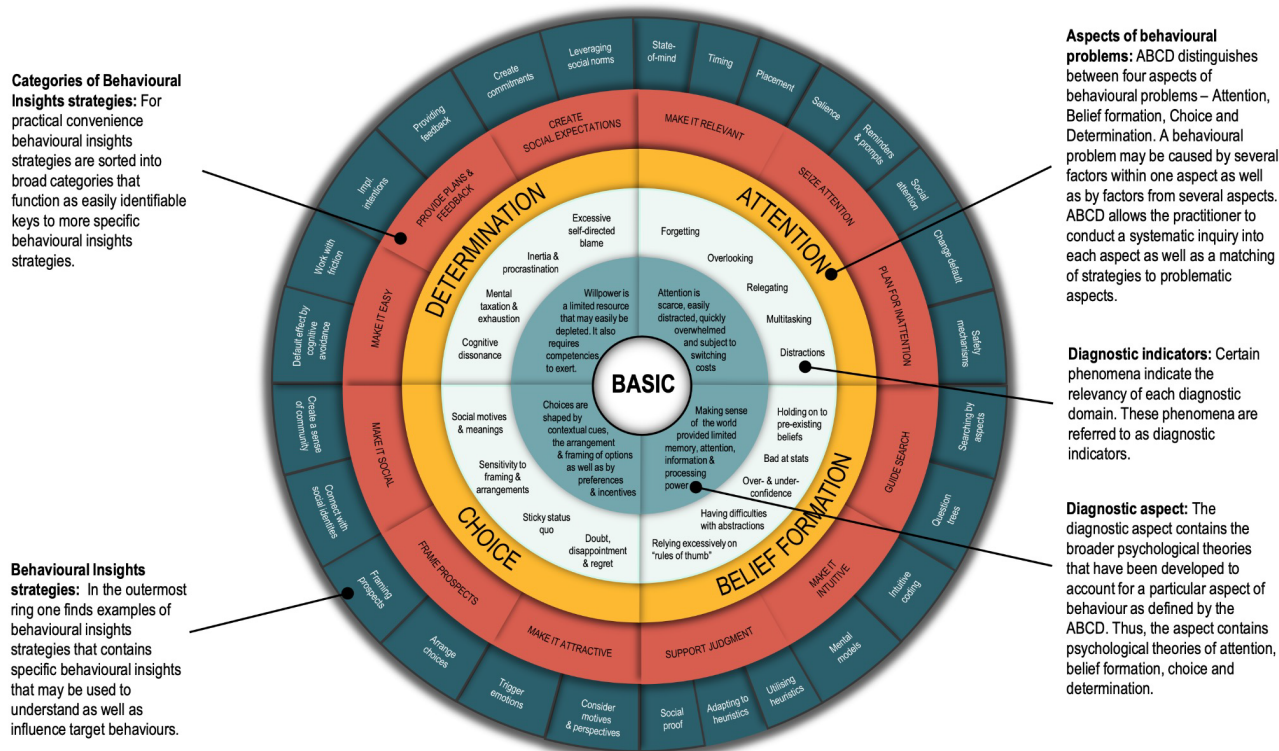 Categories of Behavioural
Insights strategies: For
practical convenience
behavioural insights
strategies are sorted into
broad categories that
function as easily identifiable
keys to more specific
behavioural insights
strategies.
Behavioural Insights
strategies: In the outermost
ring one finds examples of
behavioural insights
strategies that contains
specific behavioural insights
that may be used to
understand as well as
influence target behaviours.
BASIC
ATTENTION
Attention is
scarce, easily
distracted, quickly
overwhelmed
and subject to
switching
costs
Forgetting
Overlooking
Relegating
Multitasking
Distractions
MAKE IT RELEVANT
State-
of-mind
Timing
Placement
SEIZE ATTENTION
Salience
Reminders
& prompts
Social
attention
PLAN FOR INATTENTION
Change default
Safety
mechanisms
BELIEF FORMATION
Making sense
of the world
provided limited
memory, attention,
information &
processing
power
Holding on to
pre-existing
beliefs
Bad at stats
Over- & under-
confidence
Having difficulties
with abstractions
Relying excessively on
“rules of thumb”
GUIDE SEARCH
Searching by
aspects
Question
trees
MAKE IT
INTUITIVE
Intuitive
coding
Mental
models
SUPPORT JUDGMENT
Utilising
heuristics
Adapting to
heuristics
Social
proof
CHOICE
Choices are
shaped by
contextual cues,
the arrangement
& framing of options
as well as by
preferences
& incentives
Social motives
& meanings
Sensitivity to
framing &
arrangements
Sticky status
quo
Doubt,
disappointment
& regret
MAKE IT ATTRACTIVE
Consider
motives
& perspectives
Trigger
emotions
FRAME PROSPECTS
Arrange
choices
Framing
prospects
MAKE IT SOCIAL
Connect with
social identites
Create a sense
of community
DETERMINATION
Willpower is
a limited resource
that may easily be
depleted. It also
requires
competencies
to exert.
Excessive
self-directed
blame
Inertia &
procrastination
Mental
taxation &
exhaustion
Cognitive
dissonance
MAKE IT EASY
Default effect by
cognitive
avoidance
Work with
friction
PROVIDE PLANS &
FEEDBACK
Impl.
intentions
Providing
feedback
CREATE
SOCIAL EXPECTATIONS
Create
commitments
Leveraging
social norms
Aspects of behavioural
problems: ABCD distinguishes
between four aspects of
behavioural problems – Attention,
Belief formation, Choice and
Determination. A behavioural
problem may be caused by several
factors within one aspect as well
as by factors from several aspects.
ABCD allows the practitioner to
conduct a systematic inquiry into
each aspect as well as a matching
of strategies to problematic
aspects.
Diagnostic indicators: Certain
phenomena indicate the
relevancy of each diagnostic
domain. These phenomena are
referred to as diagnostic
indicators.
Diagnostic aspect: The
diagnostic aspect contains the
broader psychological theories
that have been developed to
account for a particular aspect of
behaviour as defined by the
ABCD. Thus, the aspect contains
psychological theories of attention,
belief formation, choice and
determination.